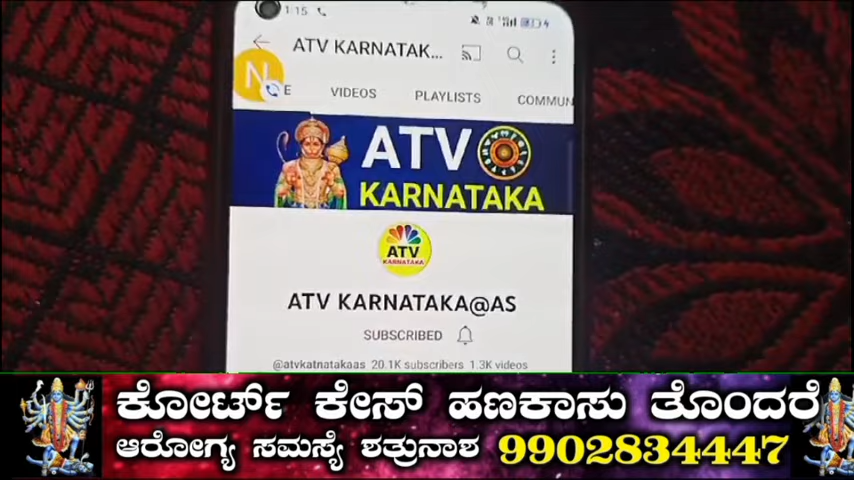 1:15
ATV KARNATAK...
N
E VIDEOS PLAYLISTS COMMUN
ATV
KARNATAKA
ATV
KARNATAKA
ATV KARNATAKA@AS
SUBSCRIBED
@atvkatnatakaas 20.1K subscribers 1.3K videos
ಕೋರ್ಟ್ ಕೇಸ್ ಹಣಕಾಸು ತೊಂದರೆ
ಆರೋಗ್ಯ ಸಮಸ್ಯೆ ಶತ್ರುನಾಶ 9902834447